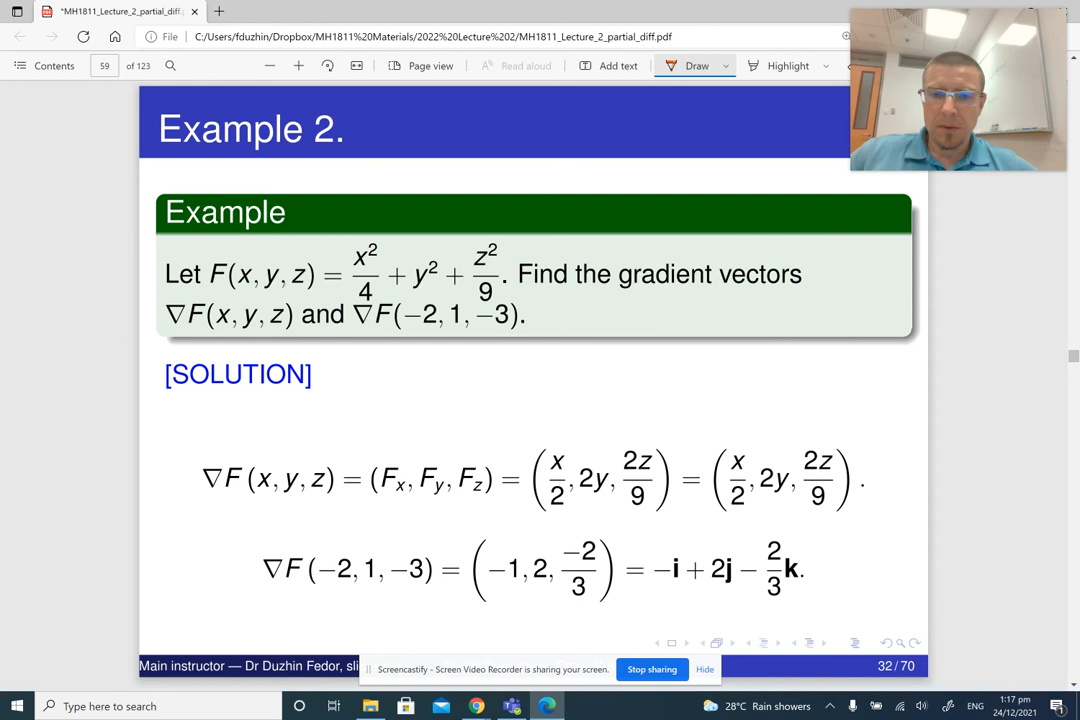 *MH1811_Lecture_2_partial_diff.
File C:/Users/fduzhin/Dropbox/MH1811%20Materials/2022%20Lecture%202/MH1811_Lecture_2_partial_diff.pdf
Contents 59 of 123 Page view Read aloud Add text Draw Highlight
Example 2.
Example
Let F(x, y, z) = x²/4 + y² + z²/9. Find the gradient vectors
∇F(x, y, z) and ∇F(−2, 1, −3).
[SOLUTION]
∇F (x, y, z) = (Fx, Fy, Fz) = (x/2, 2y, 2z/9) = (x/2, 2y, 2z/9).
∇F (−2, 1, −3) = (−1, 2, −2/3) = −i + 2j − 2/3 k.
Main instructor — Dr Duzhin Fedor, sli
32 / 70
Screencastify - Screen Video Recorder is sharing your screen. Stop sharing Hide
Type here to search
28°C Rain showers ENG 1:17 pm
24/12/2021